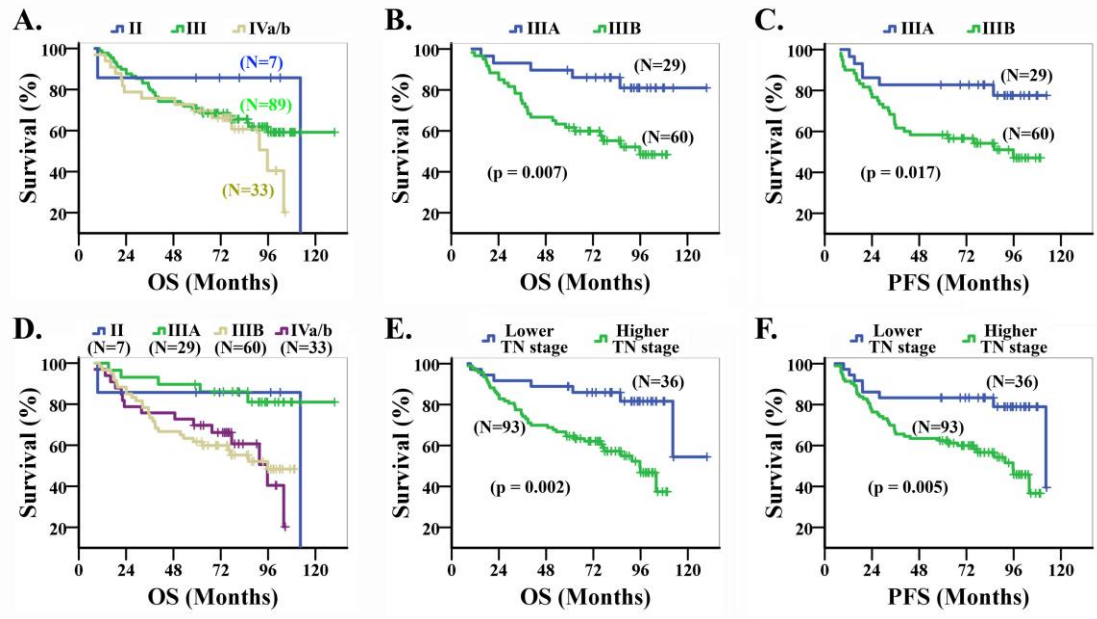 A.
II III IVa/b
Survival (%)
100
80
60
40
20
(N=7)
(N=89)
(N=33)
0 24 48 72 96 120
OS (Months)
B.
IIIA IIIB
Survival (%)
100
80
60
40
20
(N=29)
(N=60)
(p = 0.007)
0 24 48 72 96 120
OS (Months)
C.
IIIA IIIB
Survival (%)
100
80
60
40
20
(N=29)
(N=60)
(p = 0.017)
0 24 48 72 96 120
PFS (Months)
D.
II IIIA IIIB IVa/b
(N=7) (N=29) (N=60) (N=33)
Survival (%)
100
80
60
40
20
0 24 48 72 96 120
OS (Months)
E.
Lower Higher
TN stage TN stage
Survival (%)
100
80
60
40
20
(N=36)
(N=93)
(p = 0.002)
0 24 48 72 96 120
OS (Months)
F.
Lower Higher
TN stage TN stage
Survival (%)
100
80
60
40
20
(N=36)
(N=93)
(p = 0.005)
0 24 48 72 96 120
PFS (Months)